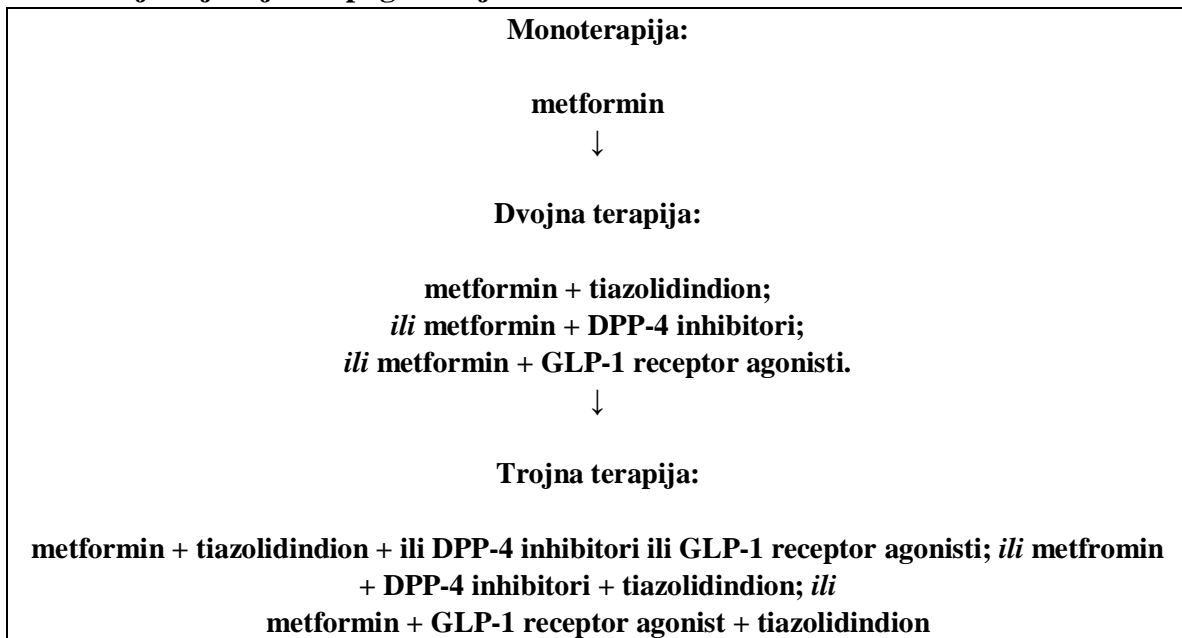 Monoterapija:
metformin
↓
Dvojna terapija:
metformin + tiazolidindion;
ili metformin + DPP-4 inhibitori;
ili metformin + GLP-1 receptor agonisti.
↓
Trojna terapija:
metformin + tiazolidindion + ili DPP-4 inhibitori ili GLP-1 receptor agonisti; ili metfromin
+ DPP-4 inhibitori + tiazolidindion; ili
metformin + GLP-1 receptor agonist + tiazolidindion